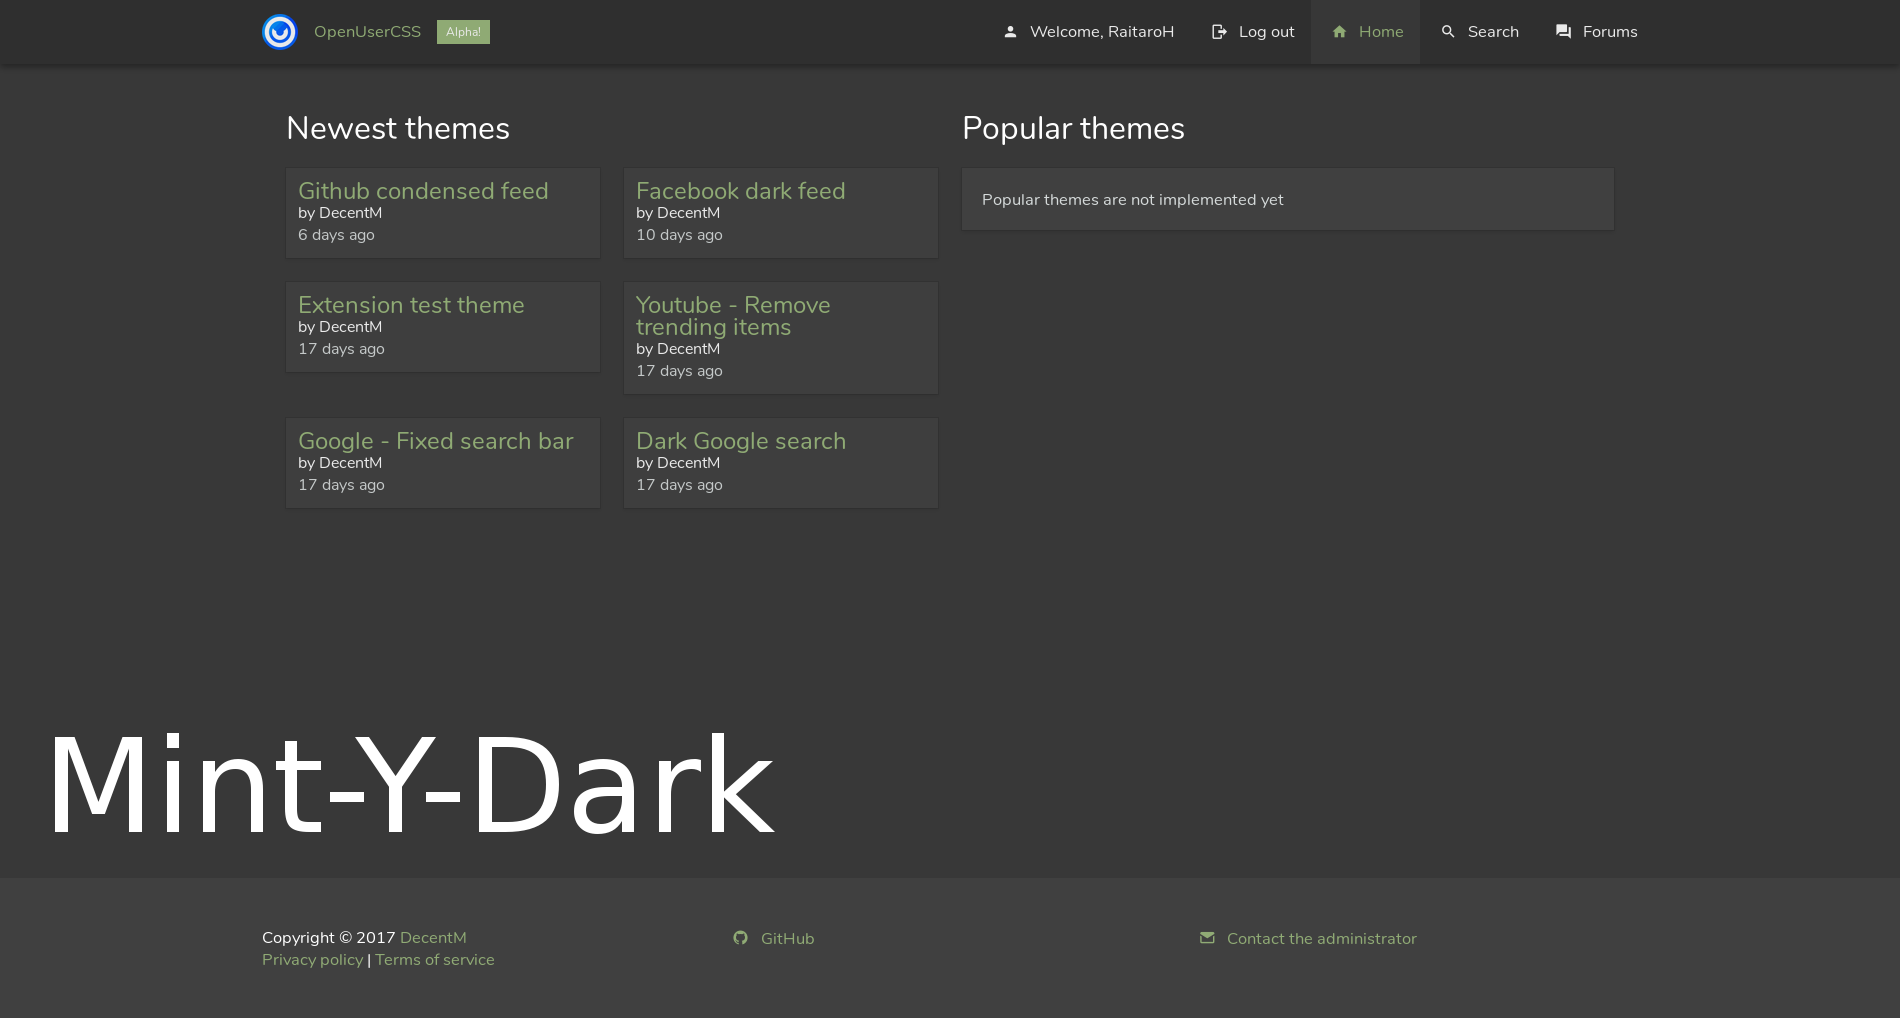 OpenUserCSS Alpha! Welcome, RaitaroH Log out Home Search Forums
Newest themes
Github condensed feed
by DecentM
6 days ago
Facebook dark feed
by DecentM
10 days ago
Extension test theme
by DecentM
17 days ago
Youtube - Remove
trending items
by DecentM
17 days ago
Google - Fixed search bar
by DecentM
17 days ago
Dark Google search
by DecentM
17 days ago
Popular themes
Popular themes are not implemented yet
Mint-Y-Dark
Copyright © 2017 DecentM
Privacy policy | Terms of service
GitHub
Contact the administrator